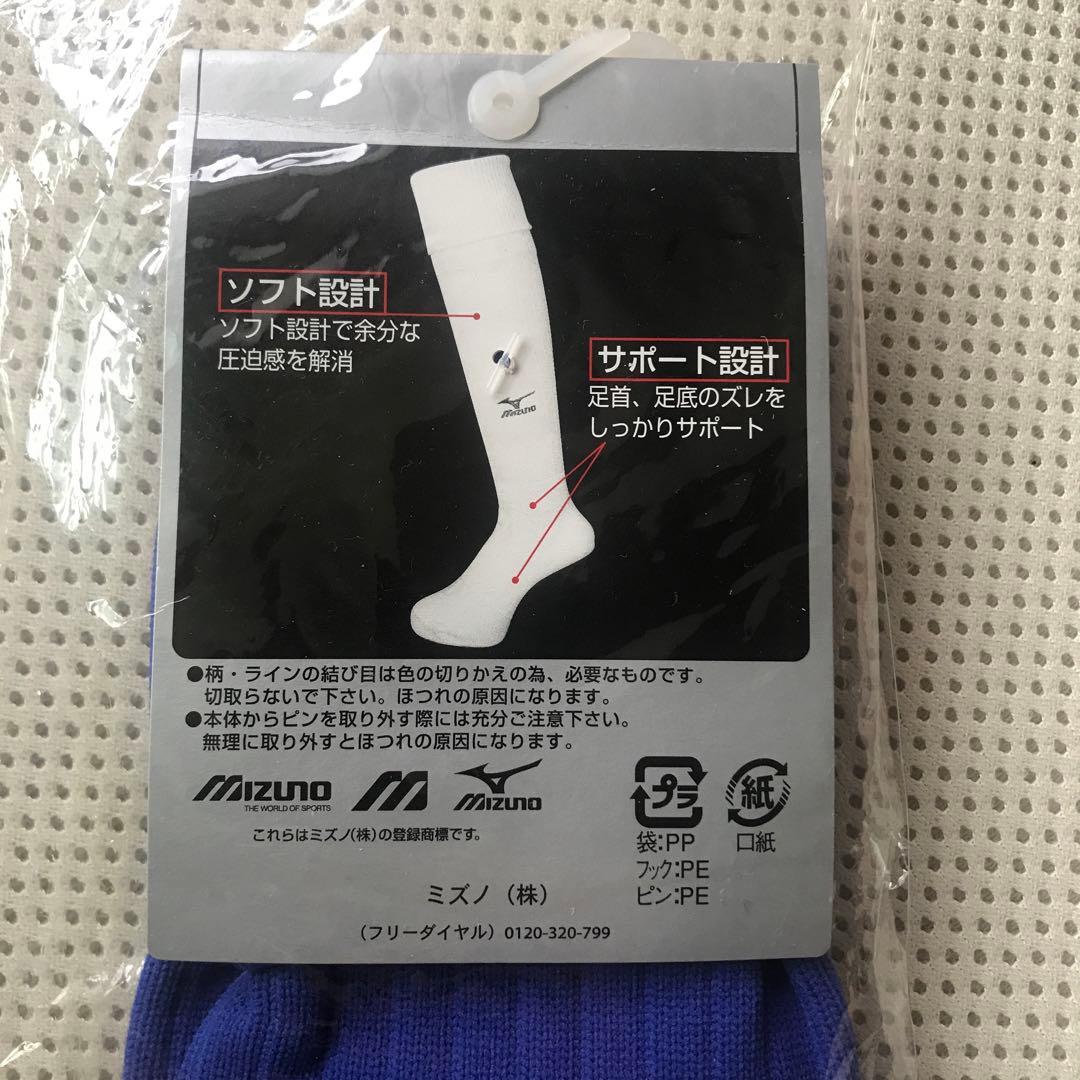 ソフト設計
ソフト設計で余分な
圧迫感を解消
サポート設計
足首、足底のズレを
しっかりサポート
MIZUNO
●柄・ラインの結び目は色の切りかえの為、必要なものです。
切取らないで下さい。ほつれの原因になります。
●本体からピンを取り外す際には充分ご注意下さい。
無理に取り外すとほつれの原因になります。
MIZUNO
THE WORLD OF SPORTS
M
MIZUNO
これらはミズノ(株)の登録商標です。
プラ
紙
袋:PP
口紙
フック:PE
ピン:PE
ミズノ（株）
（フリーダイヤル）0120-320-799